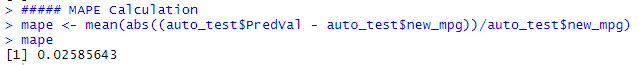 > ##### MAPE Calculation
> mape <- mean(abs((auto_test$PredVal - auto_test$new_mpg))/auto_test$new_mpg)
> mape
[1] 0.02585643